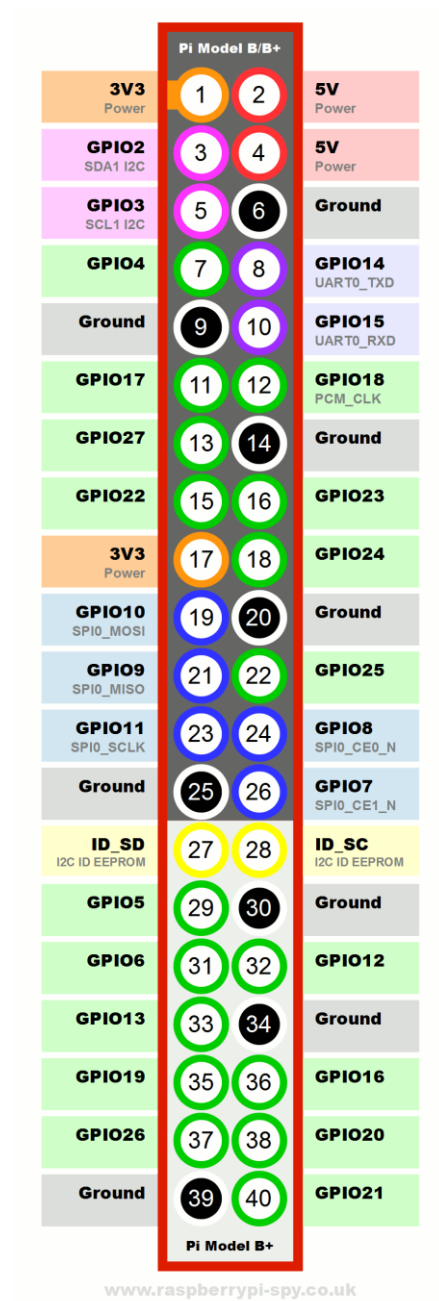 Pi Model B/B+
3V3 1 2 5V
Power Power
GPIO2 3 4 5V
SDA1 I2C Power
GPIO3 5 6 Ground
SCL1 I2C
GPIO4 7 8 GPIO14
UART0_TXD
Ground 9 10 GPIO15
UART0_RXD
GPIO17 11 12 GPIO18
PCM_CLK
GPIO27 13 14 Ground
GPIO22 15 16 GPIO23
3V3 17 18 GPIO24
Power
GPIO10 19 20 Ground
SPI0_MOSI
GPIO9 21 22 GPIO25
SPI0_MISO
GPIO11 23 24 GPIO8
SPI0_SCLK SPI0_CE0_N
Ground 25 26 GPIO7
SPI0_CE1_N
ID_SD 27 28 ID_SC
I2C ID EEPROM I2C ID EEPROM
GPIO5 29 30 Ground
GPIO6 31 32 GPIO12
GPIO13 33 34 Ground
GPIO19 35 36 GPIO16
GPIO26 37 38 GPIO20
Ground 39 40 GPIO21
Pi Model B+
www.raspberrypi-spy.co.uk